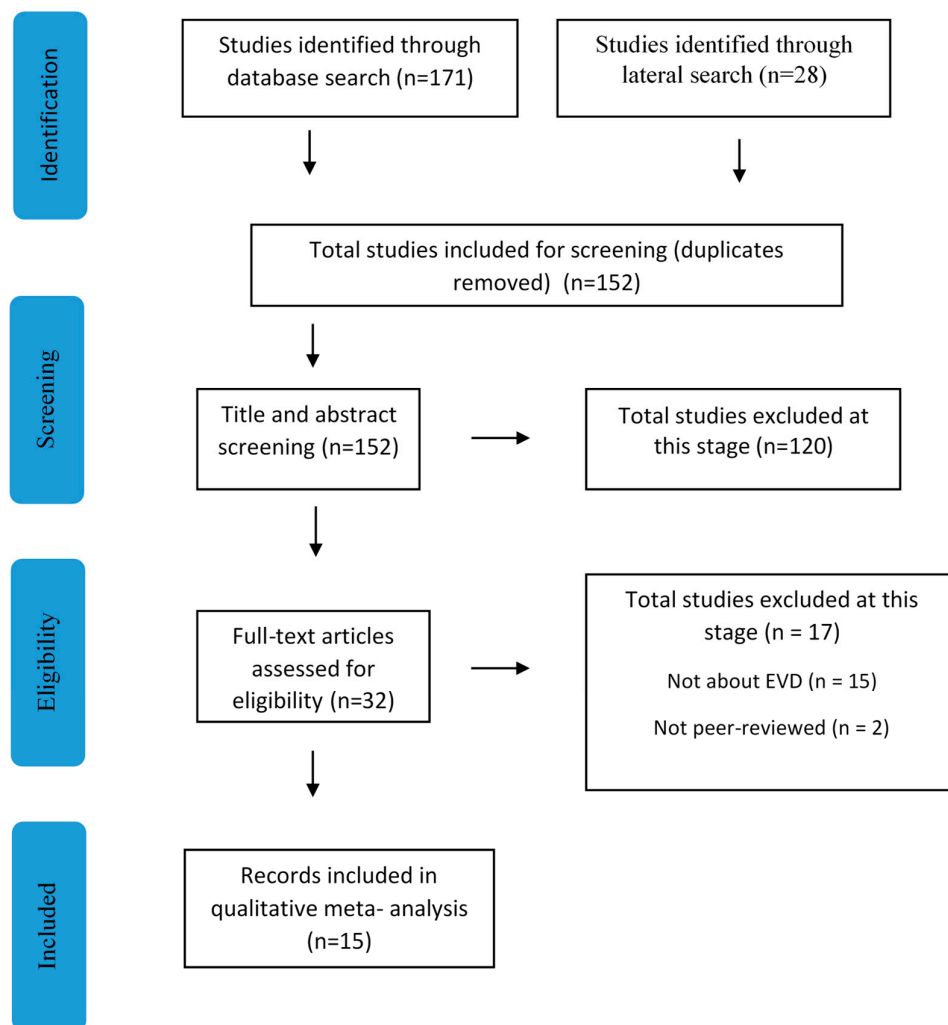 Identification
Studies identified through
database search (n=171)
Studies identified through
lateral search (n=28)
Total studies included for screening (duplicates
removed) (n=152)
Screening
Title and abstract
screening (n=152)
Total studies excluded at
this stage (n=120)
Eligibility
Full-text articles
assessed for
eligibility (n=32)
Total studies excluded at this
stage (n = 17)
Not about EVD (n = 15)
Not peer-reviewed (n = 2)
Included
Records included in
qualitative meta- analysis
(n=15)